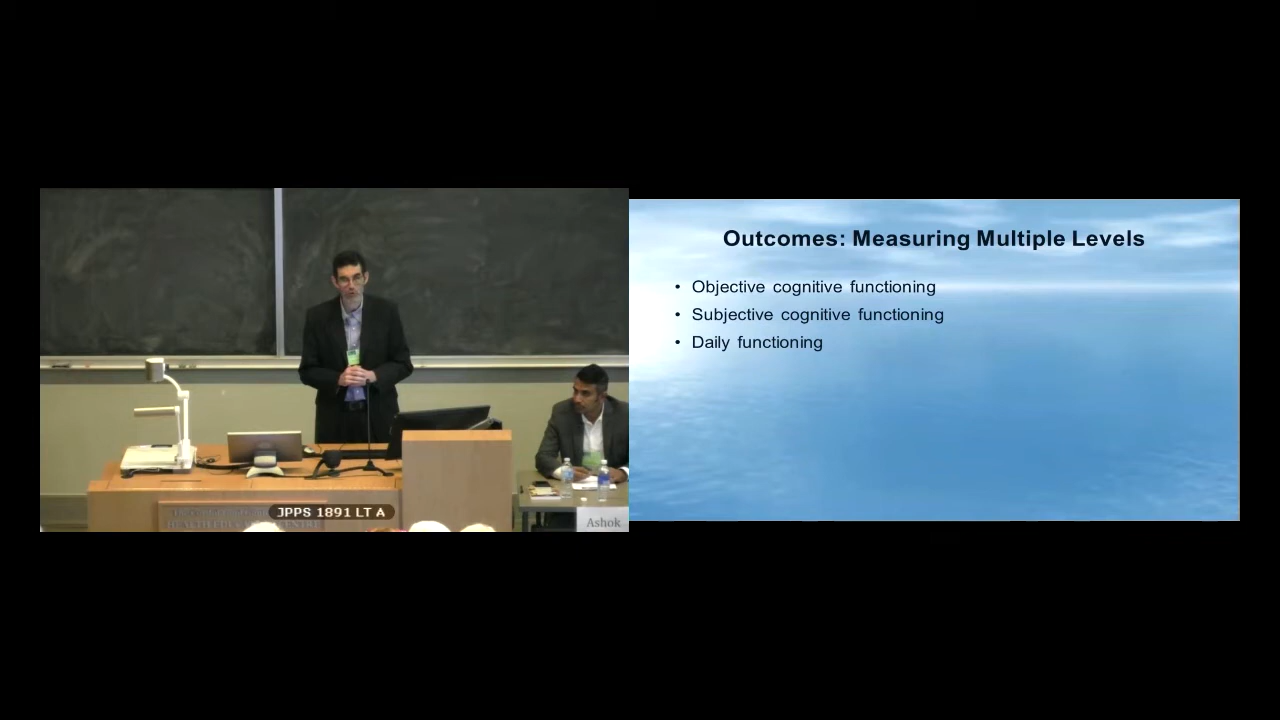 JPPS 1891 LT A
Ashok
Outcomes: Measuring Multiple Levels
• Objective cognitive functioning
• Subjective cognitive functioning
• Daily functioning